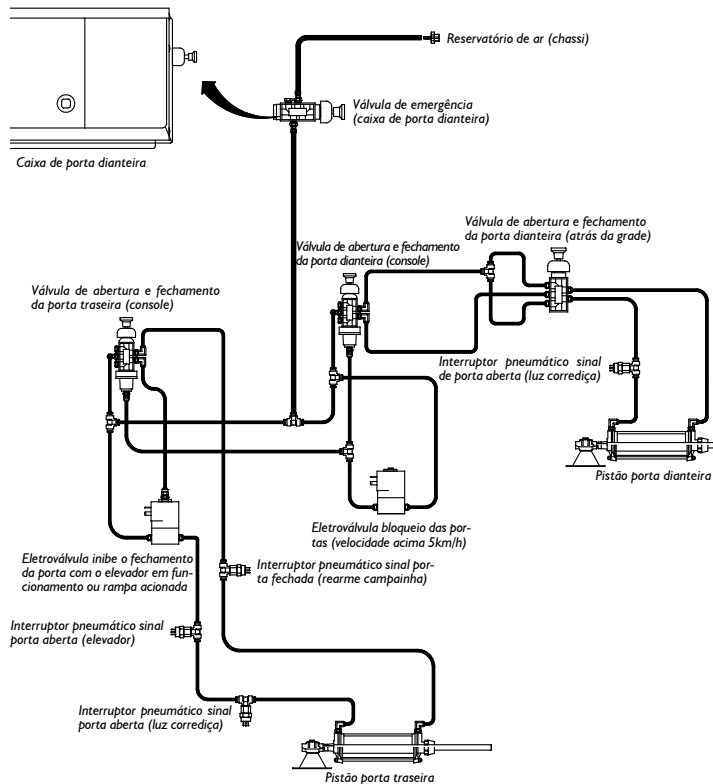 Reservatório de ar (chassi)
Válvula de emergência
(caixa de porta dianteira)
Caixa de porta dianteira
Válvula de abertura e fechamento
da porta dianteira (atrás da grade)
Válvula de abertura e fechamento
da porta dianteira (console)
Válvula de abertura e fechamento
da porta traseira (console)
Interruptor pneumático sinal
de porta aberta (luz corrediça)
Pistão porta dianteira
Eletroválvula bloqueio das por-
tas (velocidade acima 5km/h)
Eletroválvula inibe o fechamento
da porta com o elevador em fun-
cionamento ou rampa acionada
Interruptor pneumático sinal por-
ta fechada (rearme campainha)
Interruptor pneumático sinal
porta aberta (elevador)
Interruptor pneumático sinal
porta aberta (luz corrediça)
Pistão porta traseira